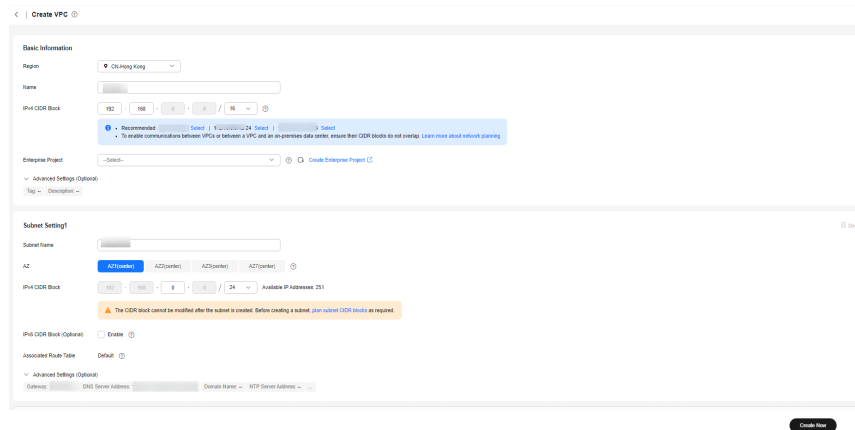 Create VPC
Basic Information
Region CN-Hong Kong
Name
IPv4 CIDR Block 192 · 168 · 0 · 0 / 16
Recommended: Select | 24 Select | Select
To enable communications between VPCs or between a VPC and an on-premises data center, ensure their CIDR blocks do not overlap. Learn more about network planning
Enterprise Project --Select-- Create Enterprise Project
Advanced Settings (Optional)
Tag: -- Description: --
Subnet Setting1
Subnet Name
AZ AZ1(center) AZ2(center) AZ3(center) AZ7(center)
IPv4 CIDR Block 192 · 168 · 0 · 0 / 24 Available IP Addresses: 251
The CIDR block cannot be modified after the subnet is created. Before creating a subnet, plan subnet CIDR blocks as required.
IPv6 CIDR Block (Optional) Enable
Associated Route Table Default
Advanced Settings (Optional)
Gateway: DNS Server Address: Domain Name: -- NTP Server Address: -- ...
Create Now